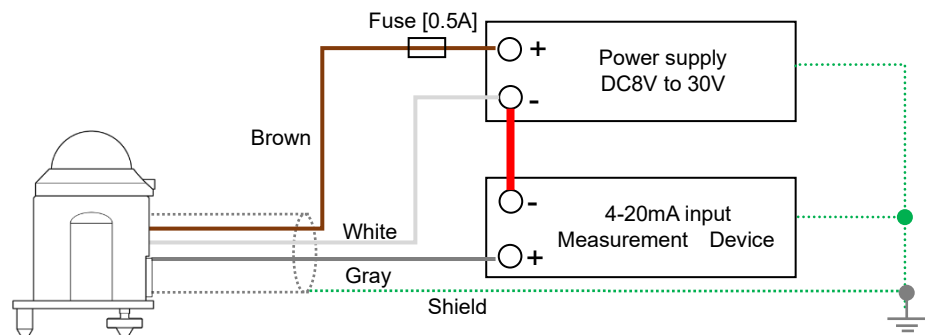 Fuse [0.5A]
+
Power supply
DC8V to 30V
-
Brown
-
4-20mA input
White
Measurement Device
+
Gray
Shield